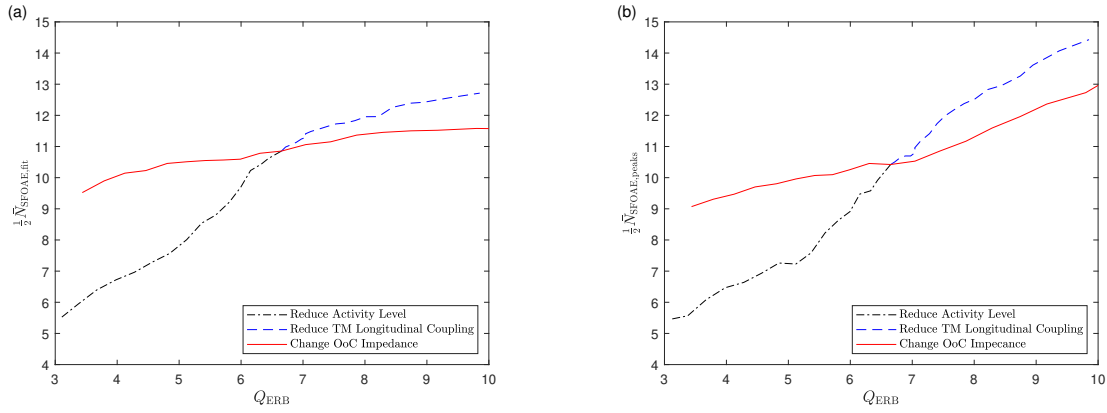 (a)
15
14
13
12
11
10
9
8
7
6
5
4
3 4 5 6 7 8 9 10
½ N̄SFOAE,fit
QERB
Reduce Activity Level
Reduce TM Longitudinal Coupling
Change OoC Impedance
(b)
15
14
13
12
11
10
9
8
7
6
5
4
3 4 5 6 7 8 9 10
½ N̄SFOAE,peaks
QERB
Reduce Activity Level
Reduce TM Longitudinal Coupling
Change OoC Impecance